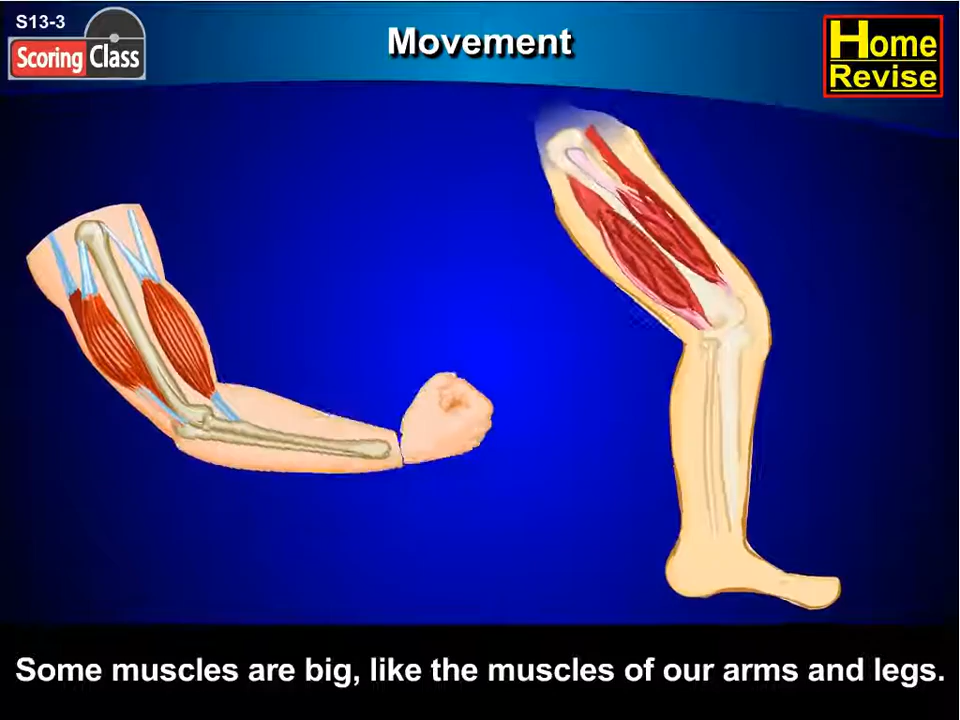 S13-3
Scoring Class
Movement
Home
Revise
Some muscles are big, like the muscles of our arms and legs.